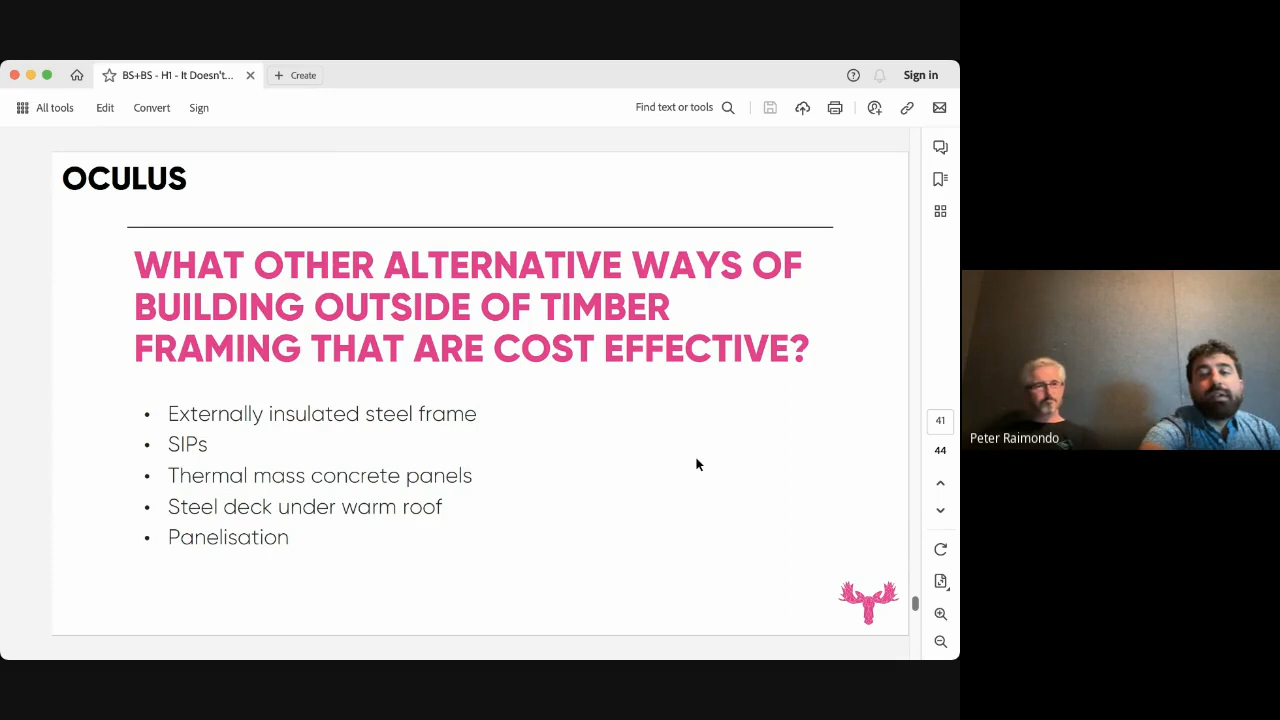 BS+BS - H1 - It Doesn't...
Create
Sign in
All tools
Edit
Convert
Sign
Find text or tools
OCULUS
WHAT OTHER ALTERNATIVE WAYS OF
BUILDING OUTSIDE OF TIMBER
FRAMING THAT ARE COST EFFECTIVE?
• Externally insulated steel frame
• SIPs
• Thermal mass concrete panels
• Steel deck under warm roof
• Panelisation
41
44
Peter Raimondo